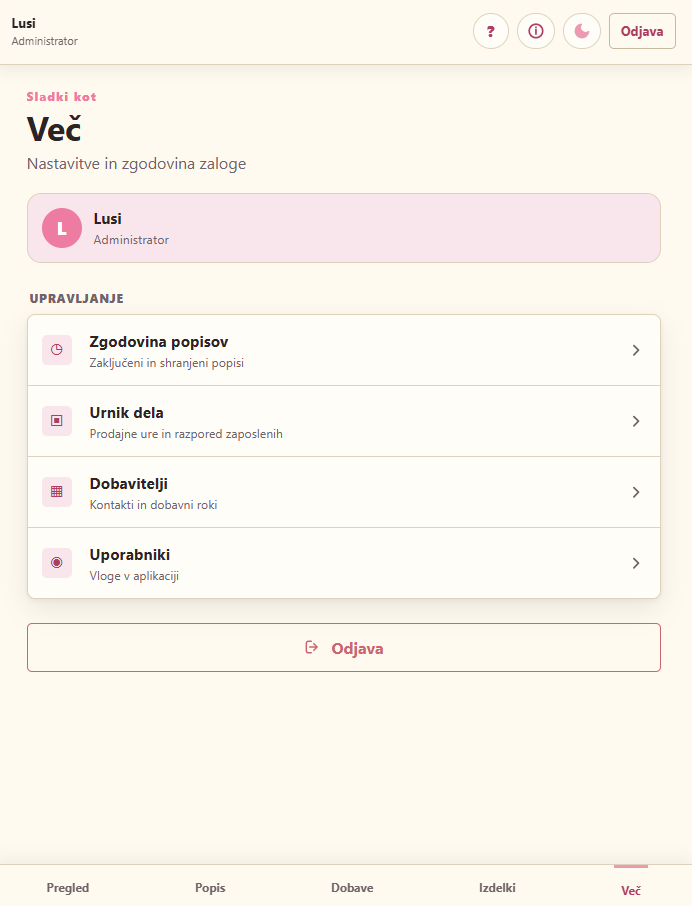 Lusi
Administrator
?
Odjava
Sladki kot
Več
Nastavitve in zgodovina zaloge
L
Lusi
Administrator
UPRAVLJANJE
Zgodovina popisov
Zaključeni in shranjeni popisi
Urnik dela
Prodajne ure in razpored zaposlenih
Dobavitelji
Kontakti in dobavni roki
Uporabniki
Vloge v aplikaciji
Odjava
Pregled
Popis
Dobave
Izdelki
Več